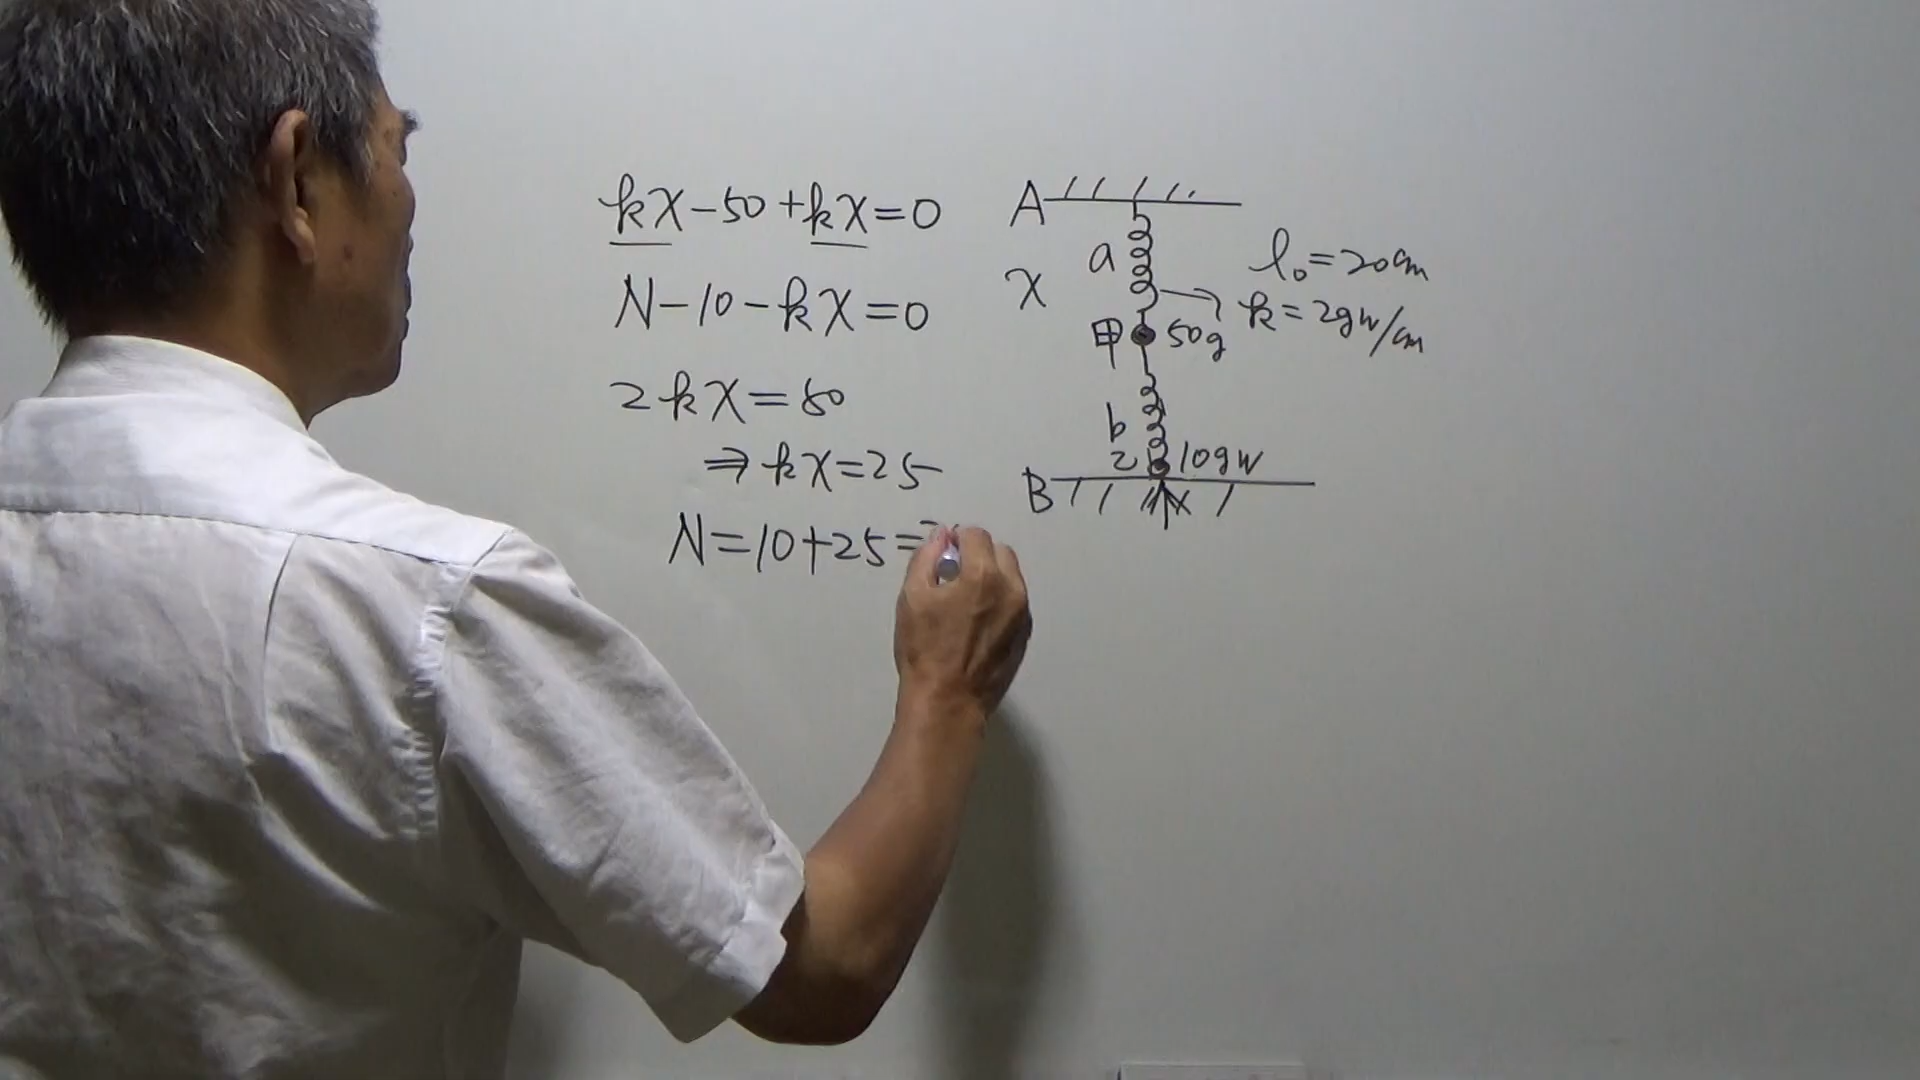 kx-50+kx=0
N-10-kx=0
2kx=50
⇒kx=25
N=10+25=
A
a
x
l₀=20cm
k=2gw/cm
甲 50g
b
乙 10gw
B